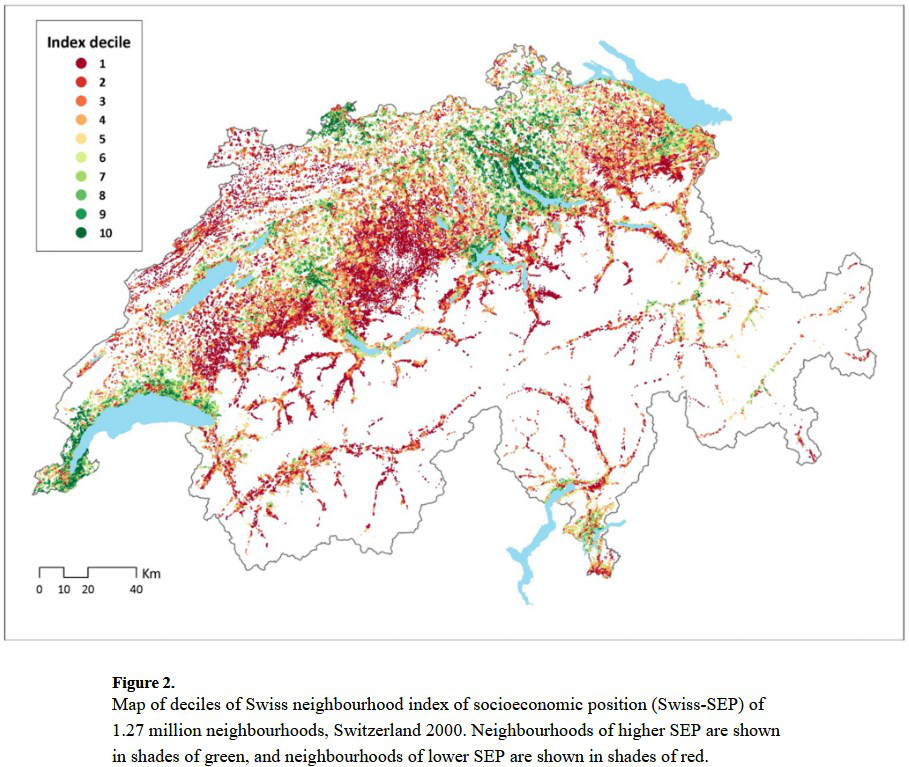 Index decile
1
2
3
4
5
6
7
8
9
10
Km
0 10 20 40
Figure 2.
Map of deciles of Swiss neighbourhood index of socioeconomic position (Swiss-SEP) of
1.27 million neighbourhoods, Switzerland 2000. Neighbourhoods of higher SEP are shown
in shades of green, and neighbourhoods of lower SEP are shown in shades of red.